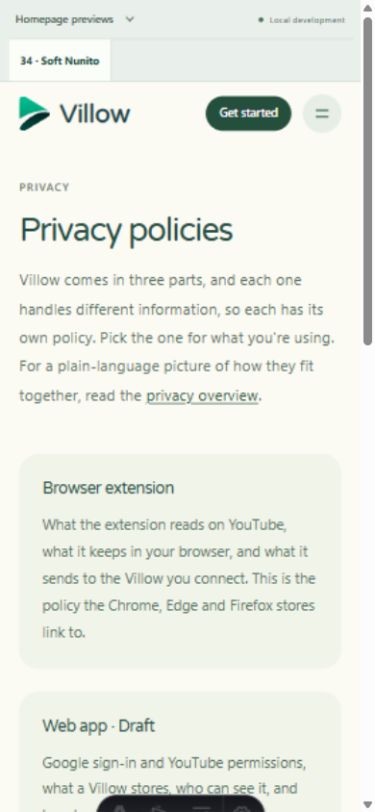 Homepage previews
Local development
34 - Soft Nunito
Villow
Get started
PRIVACY
Privacy policies
Villow comes in three parts, and each one
handles different information, so each has its
own policy. Pick the one for what you're using.
For a plain-language picture of how they fit
together, read the privacy overview.
Browser extension
What the extension reads on YouTube,
what it keeps in your browser, and what it
sends to the Villow you connect. This is the
policy the Chrome, Edge and Firefox stores
link to.
Web app · Draft
Google sign-in and YouTube permissions,
what a Villow stores, who can see it, and